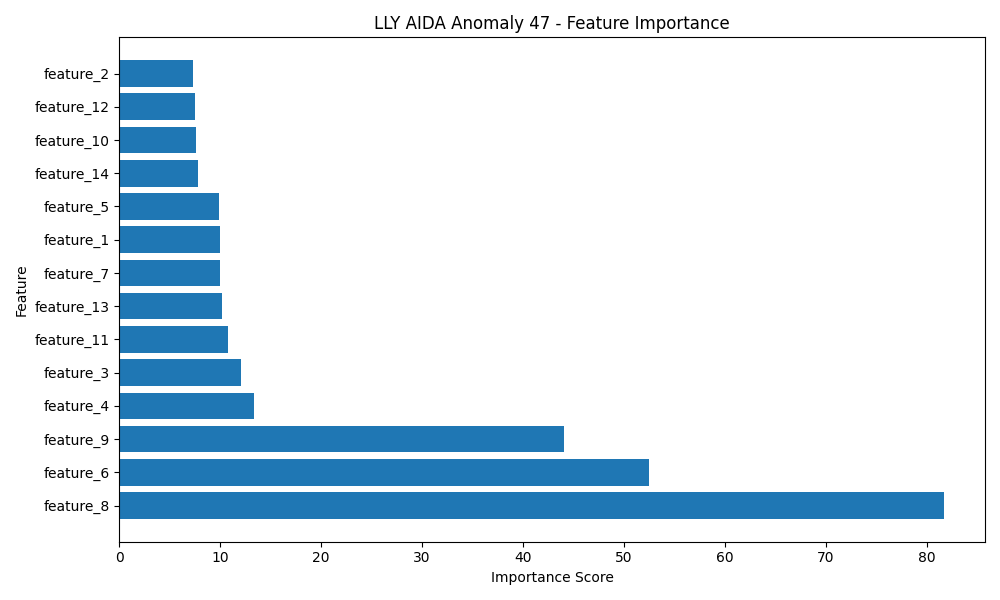 LLY AIDA Anomaly 47 - Feature Importance
feature_2
feature_12
feature_10
feature_14
feature_5
feature_1
feature_7
feature_13
feature_11
feature_3
feature_4
feature_9
feature_6
feature_8
Feature
0 10 20 30 40 50 60 70 80
Importance Score